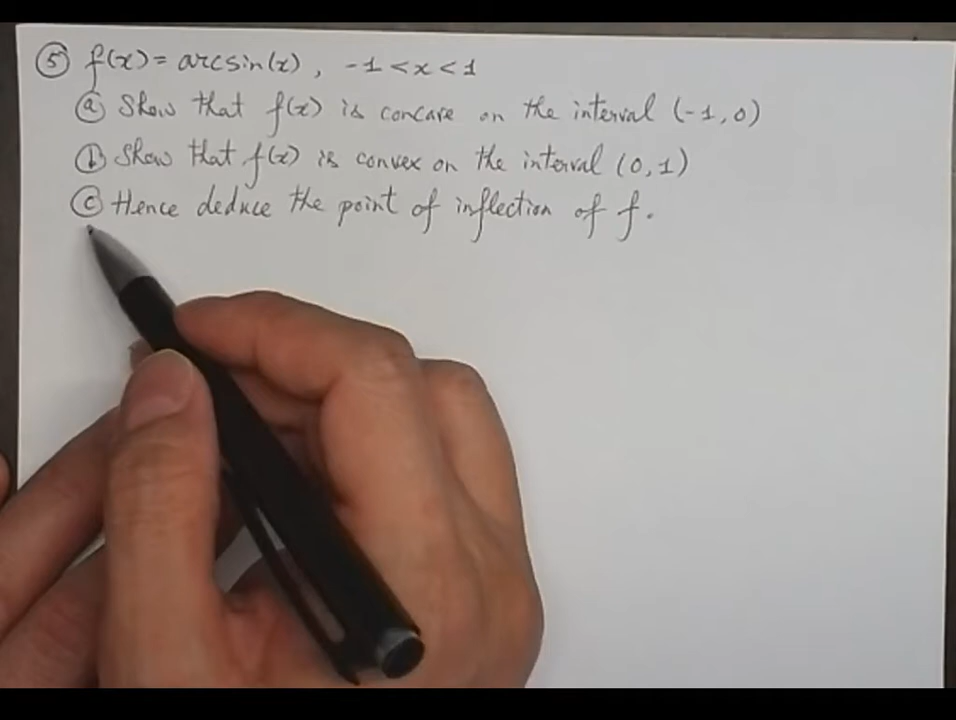 ⑤ f(x) = arcsin(x), -1 < x < 1
ⓐ Show that f(x) is concave on the interval (-1, 0)
ⓑ Show that f(x) is convex on the interval (0, 1)
ⓒ Hence deduce the point of inflection of f.